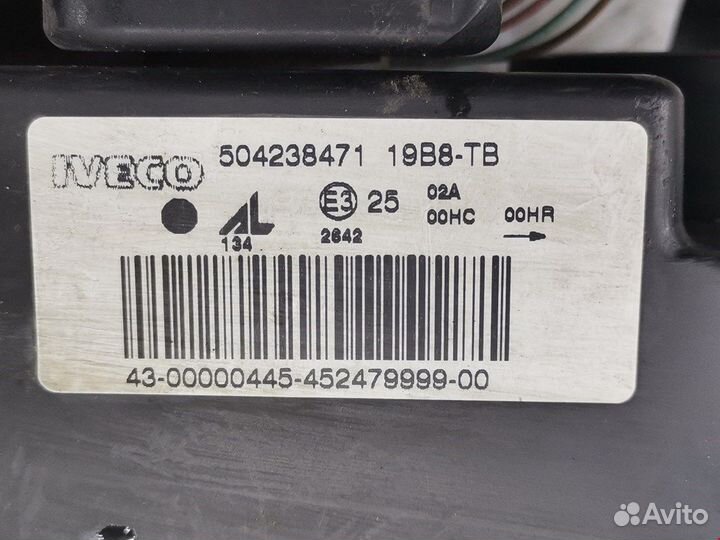 IVECO 504238471 19B8-TB
AL E3 25 02A
134 2642 00HC 00HR
43-00000445-452479999-00
Avito